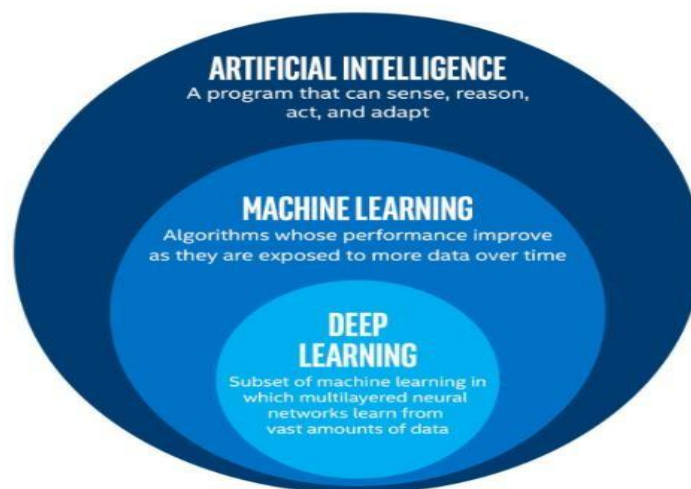 ARTIFICIAL INTELLIGENCE
A program that can sense, reason,
act, and adapt
MACHINE LEARNING
Algorithms whose performance improve
as they are exposed to more data over time
DEEP
LEARNING
Subset of machine learning in
which multilayered neural
networks learn from
vast amounts of data